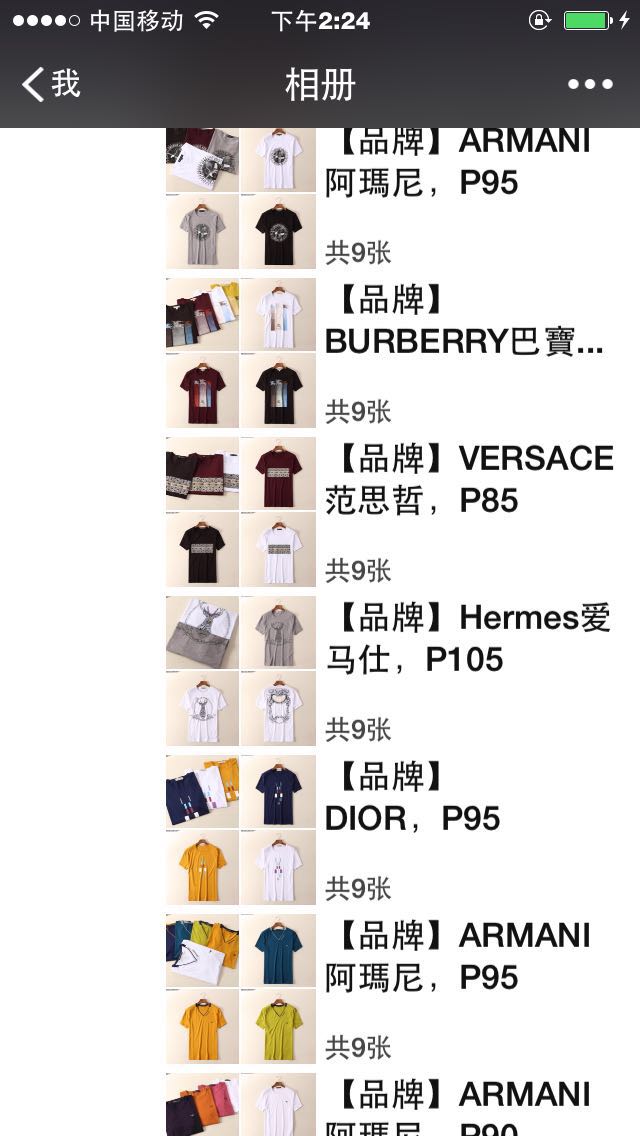 中国移动
下午2:24
我
相册
【品牌】ARMANI
阿瑪尼，P95
共9张
【品牌】
BURBERRY巴寶...
共9张
【品牌】VERSACE
范思哲，P85
共9张
【品牌】Hermes爱
马仕，P105
共9张
【品牌】
DIOR，P95
共9张
【品牌】ARMANI
阿瑪尼，P95
共9张
【品牌】ARMANI
阿瑪尼，P90